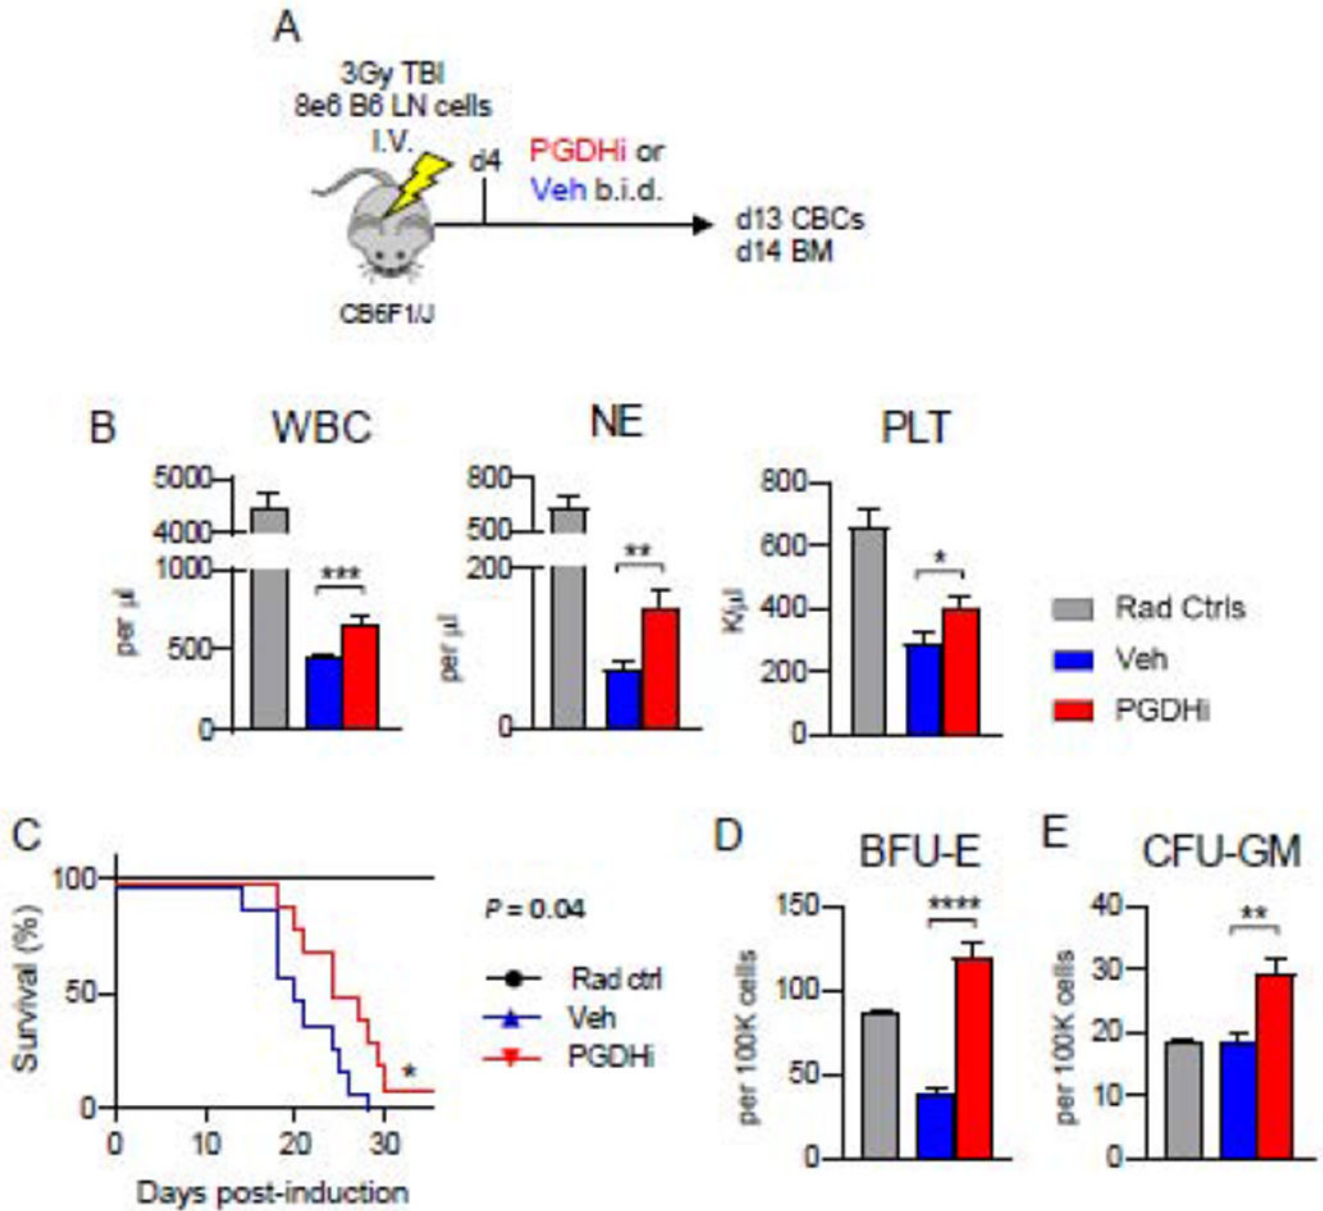 A
3Gy TBI
8e6 B6 LN cells
I.V.
d4
PGDHi or
Veh b.i.d.
d13 CBCs
d14 BM
CB6F1/J
B
WBC
NE
PLT
5000
4000
1000
500
0
per µl
***
800
500
200
0
per µl
**
800
600
400
200
0
K/µl
*
Rad Ctrls
Veh
PGDHi
C
100
50
0
Survival (%)
0 10 20 30
Days post-induction
*
P = 0.04
Rad ctrl
Veh
PGDHi
D
BFU-E
150
100
50
0
per 100K cells
****
E
CFU-GM
40
30
20
10
0
per 100K cells
**